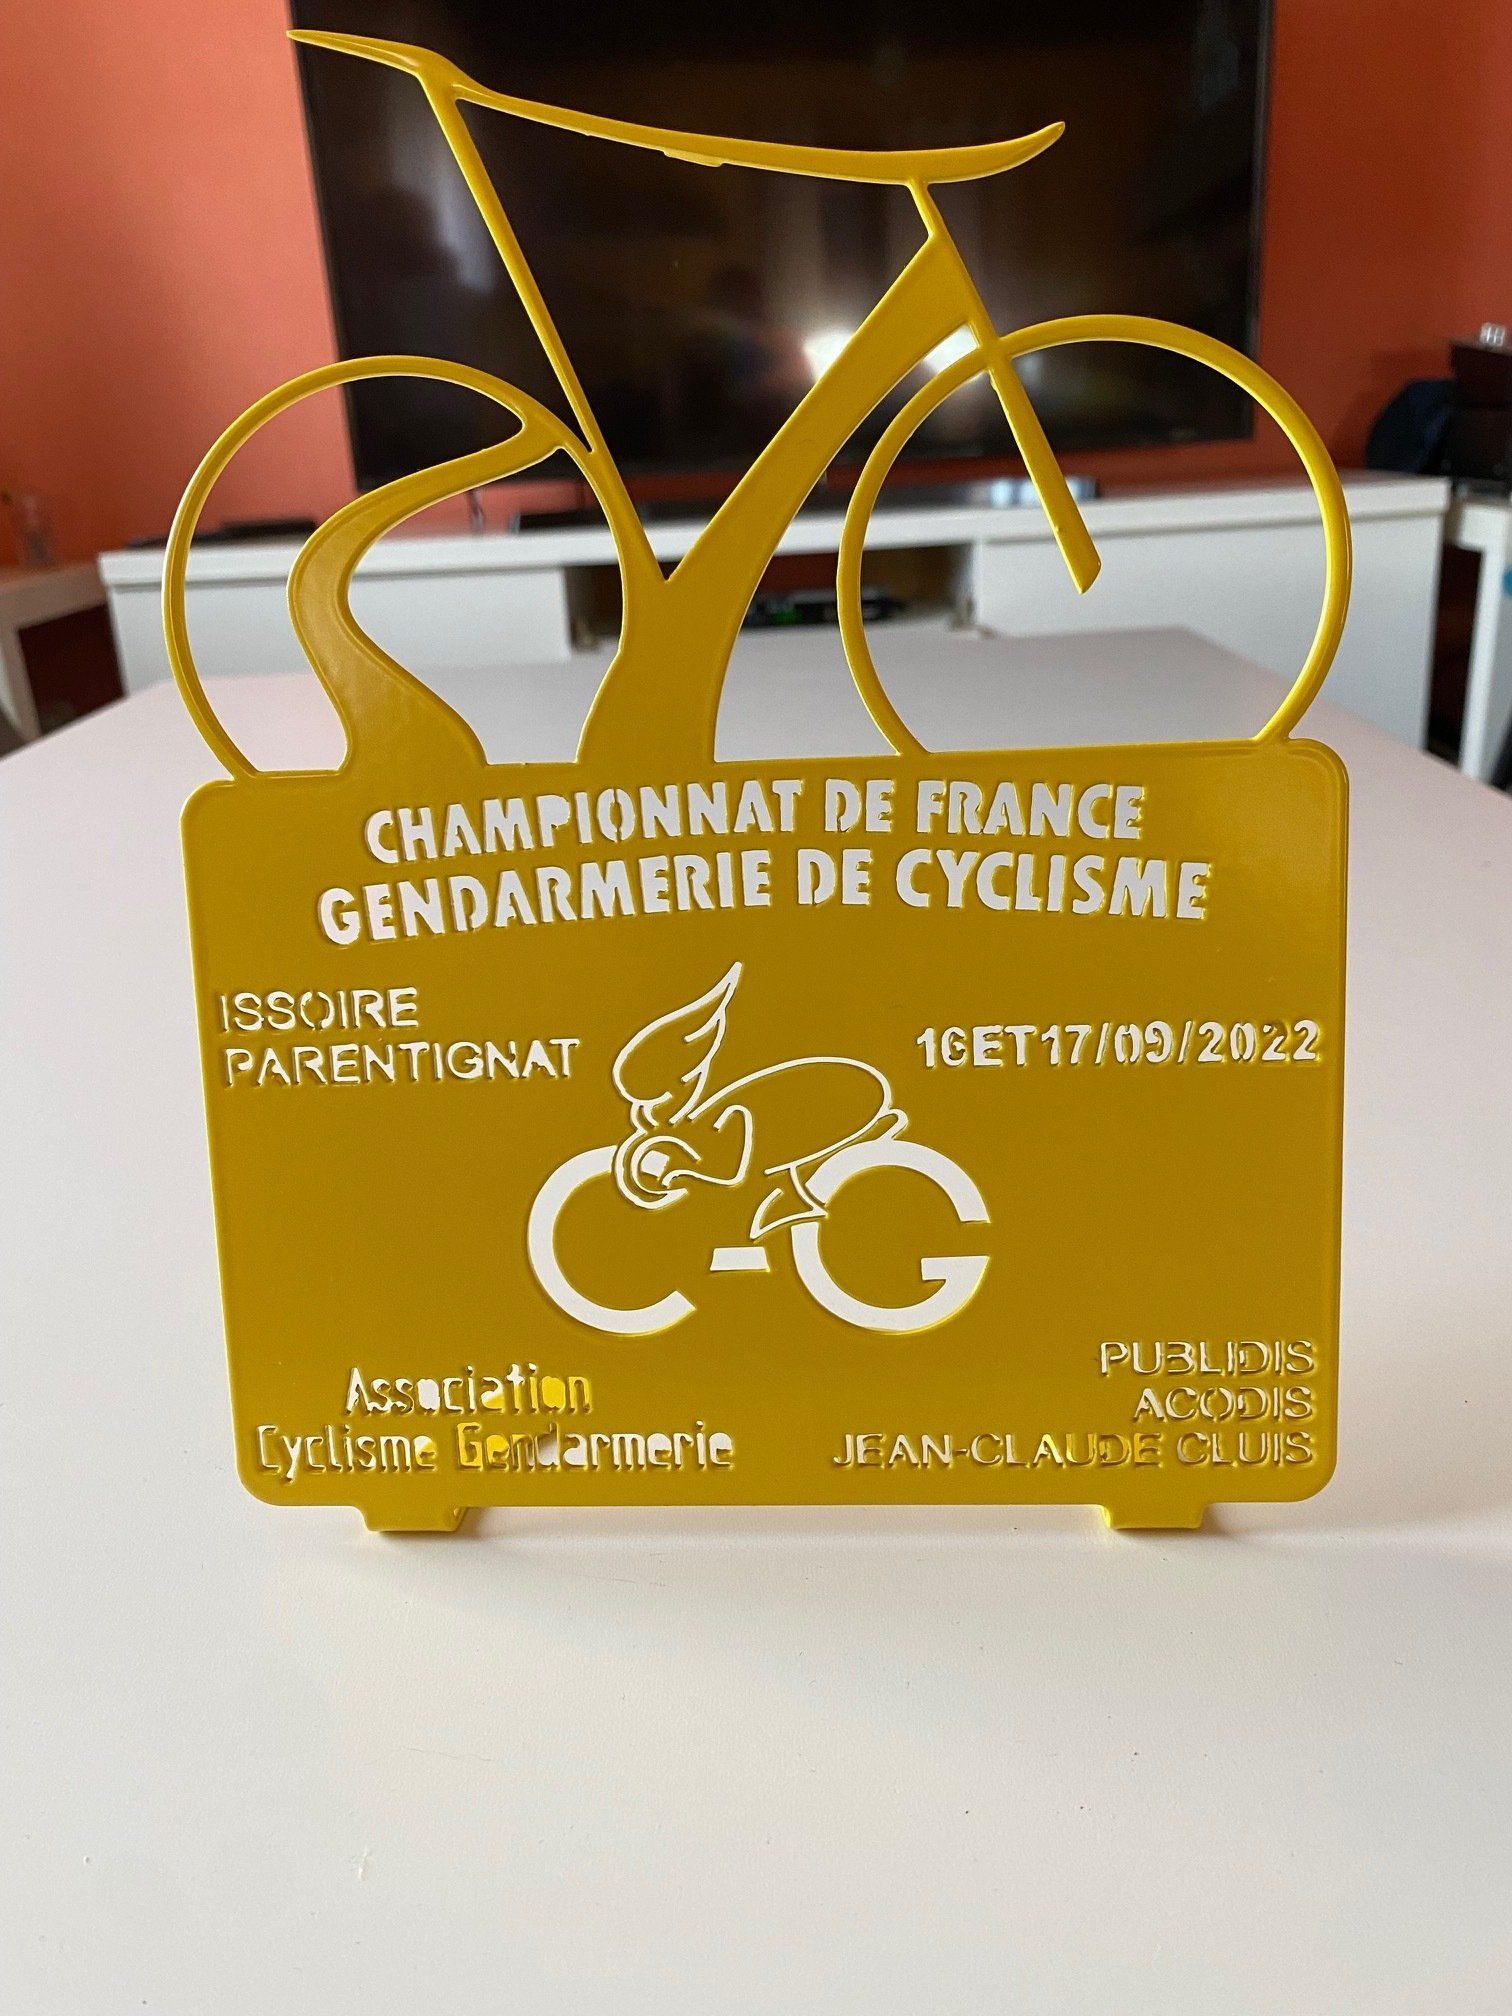 CHAMPIONNAT DE FRANCE
GENDARMERIE DE CYCLISME
ISSOIRE
PARENTIGNAT
16ET17/09/2022
C-G
Association
Cyclisme Gendarmerie
PUBLIDIS
ACODIS
JEAN-CLAUDE CLUIS